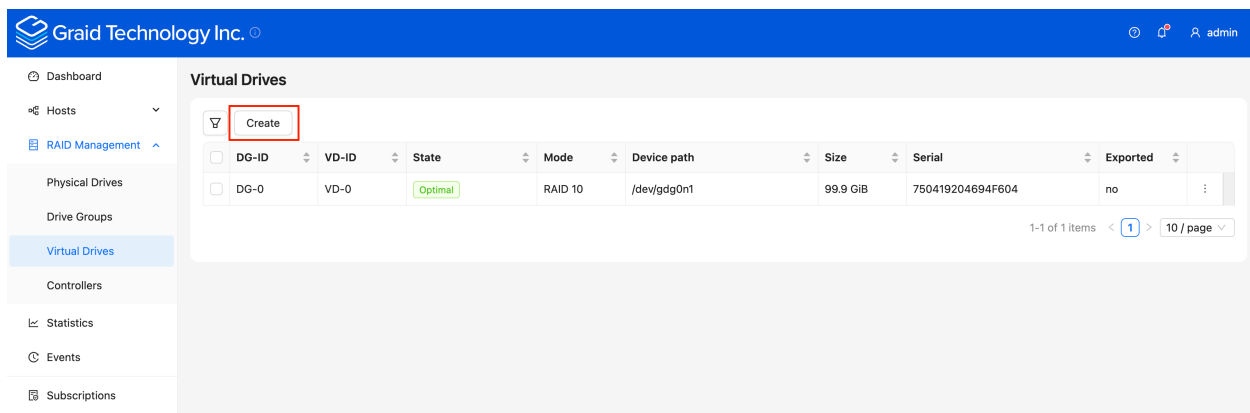 Graid Technology Inc.
admin
Dashboard
Hosts
RAID Management
Physical Drives
Drive Groups
Virtual Drives
Controllers
Statistics
Events
Subscriptions
Virtual Drives
Create
DG-ID VD-ID State Mode Device path Size Serial Exported
DG-0 VD-0 Optimal RAID 10 /dev/gdg0n1 99.9 GiB 750419204694F604 no
1-1 of 1 items < 1 > 10 / page